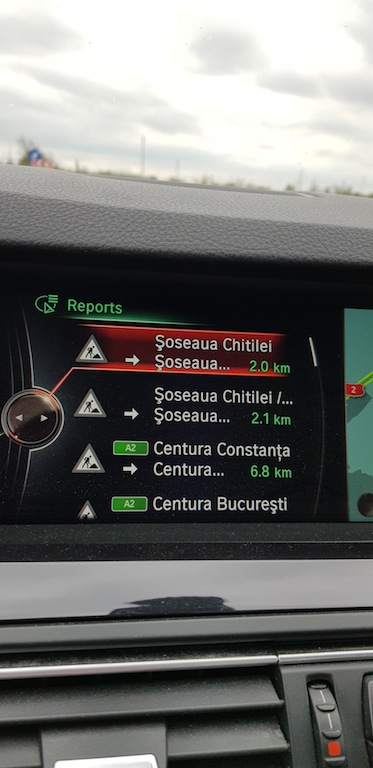 Reports
Şoseaua Chitilei
Şoseaua... 2.0 km
Şoseaua Chitilei /...
Şoseaua... 2.1 km
A2 Centura Constanța
Centura... 6.8 km
A2 Centura Bucureşti
2